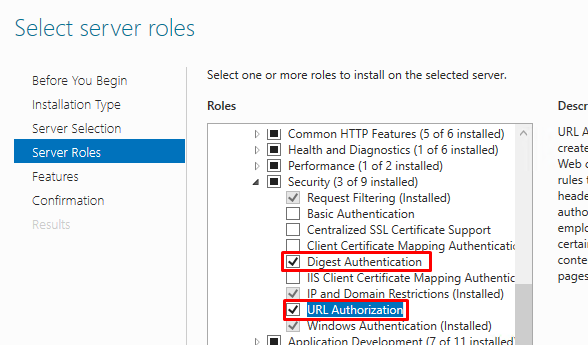 Select server roles
Before You Begin
Installation Type
Server Selection
Server Roles
Features
Confirmation
Results
Select one or more roles to install on the selected server.
Roles
Common HTTP Features (5 of 6 installed)
Health and Diagnostics (1 of 6 installed)
Performance (1 of 2 installed)
Security (3 of 9 installed)
Request Filtering (Installed)
Basic Authentication
Centralized SSL Certificate Support
Client Certificate Mapping Authenticatic
Digest Authentication
IIS Client Certificate Mapping Authentic
IP and Domain Restrictions (Installed)
URL Authorization
Windows Authentication (Installed)
Application Development (7 of 11 installed)
Descr
URL A
create
Web c
rules t
heade
autho
emplo
certai
conte
pages